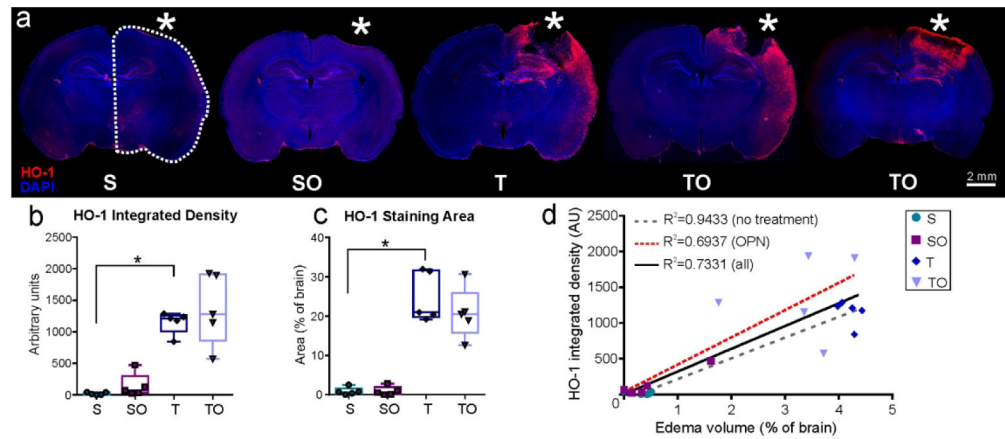 a
* * * * *
HO-1
DAPI
S SO T TO TO
2 mm
b HO-1 Integrated Density
Arbitrary units
2500
2000
1500
1000
500
0
*
S SO T TO
c HO-1 Staining Area
Area (% of brain)
40
30
20
10
0
*
S SO T TO
d
HO-1 integrated density (AU)
2500
2000
1500
1000
500
0
R²=0.9433 (no treatment)
R²=0.6937 (OPN)
R²=0.7331 (all)
S
SO
T
TO
0 1 2 3 4 5
Edema volume (% of brain)